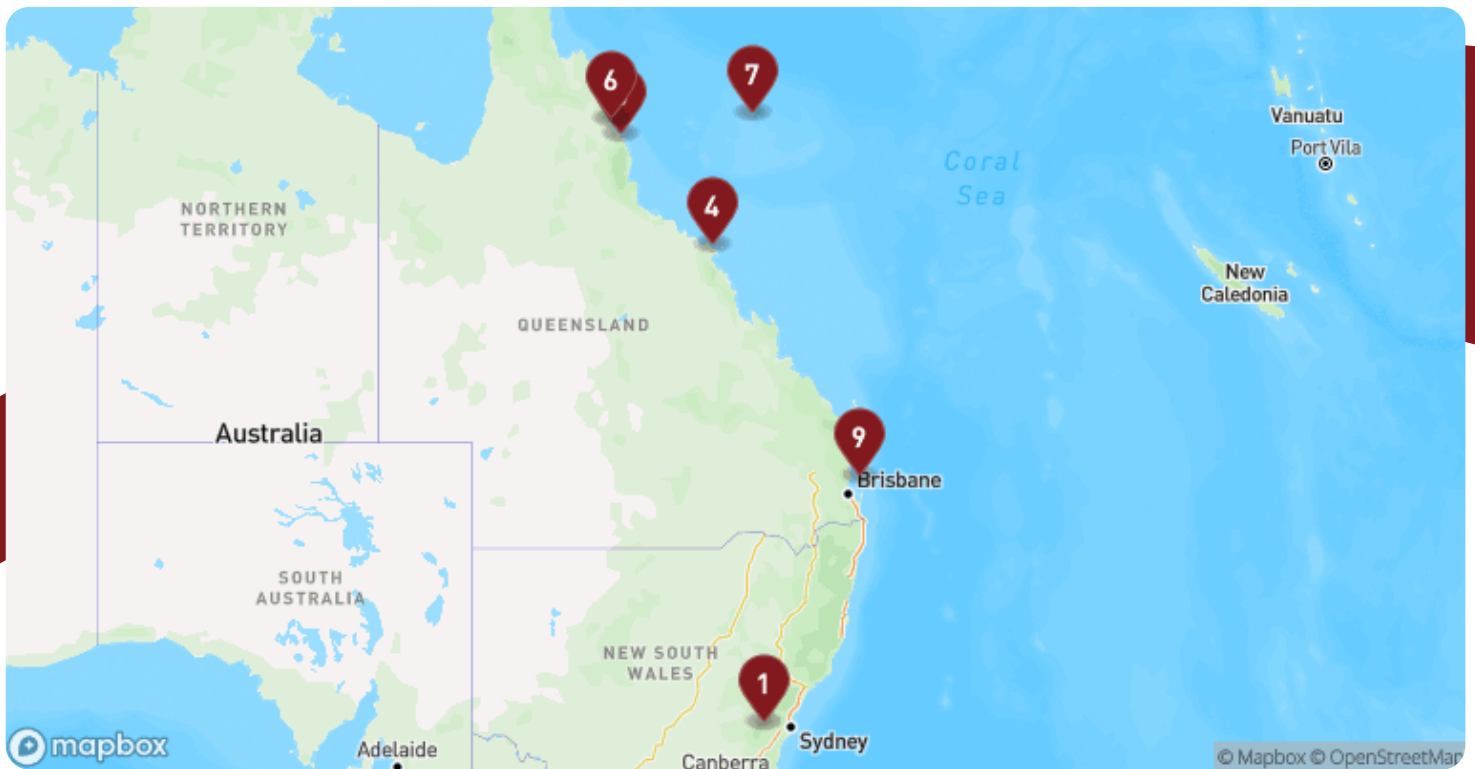 6
7
Vanuatu
Port Vila
Coral
Sea
4
NORTHERN
TERRITORY
New
Caledonia
QUEENSLAND
Australia
9
Brisbane
SOUTH
AUSTRALIA
NEW SOUTH
WALES
1
Sydney
Adelaide
Canberra
mapbox
© Mapbox © OpenStreetMap